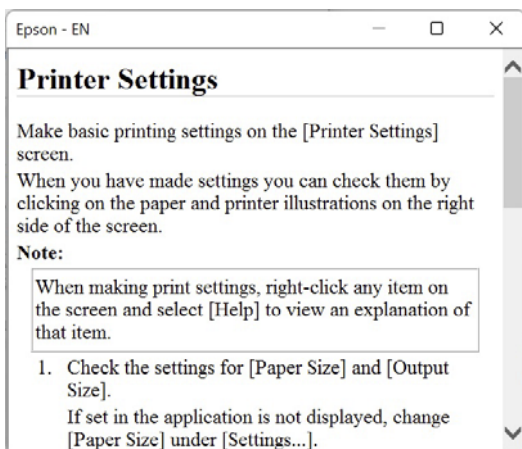 Epson - EN
Printer Settings
Make basic printing settings on the [Printer Settings]
screen.
When you have made settings you can check them by
clicking on the paper and printer illustrations on the right
side of the screen.
Note:
When making print settings, right-click any item on
the screen and select [Help] to view an explanation of
that item.
1. Check the settings for [Paper Size] and [Output
Size].
If set in the application is not displayed, change
[Paper Size] under [Settings...].